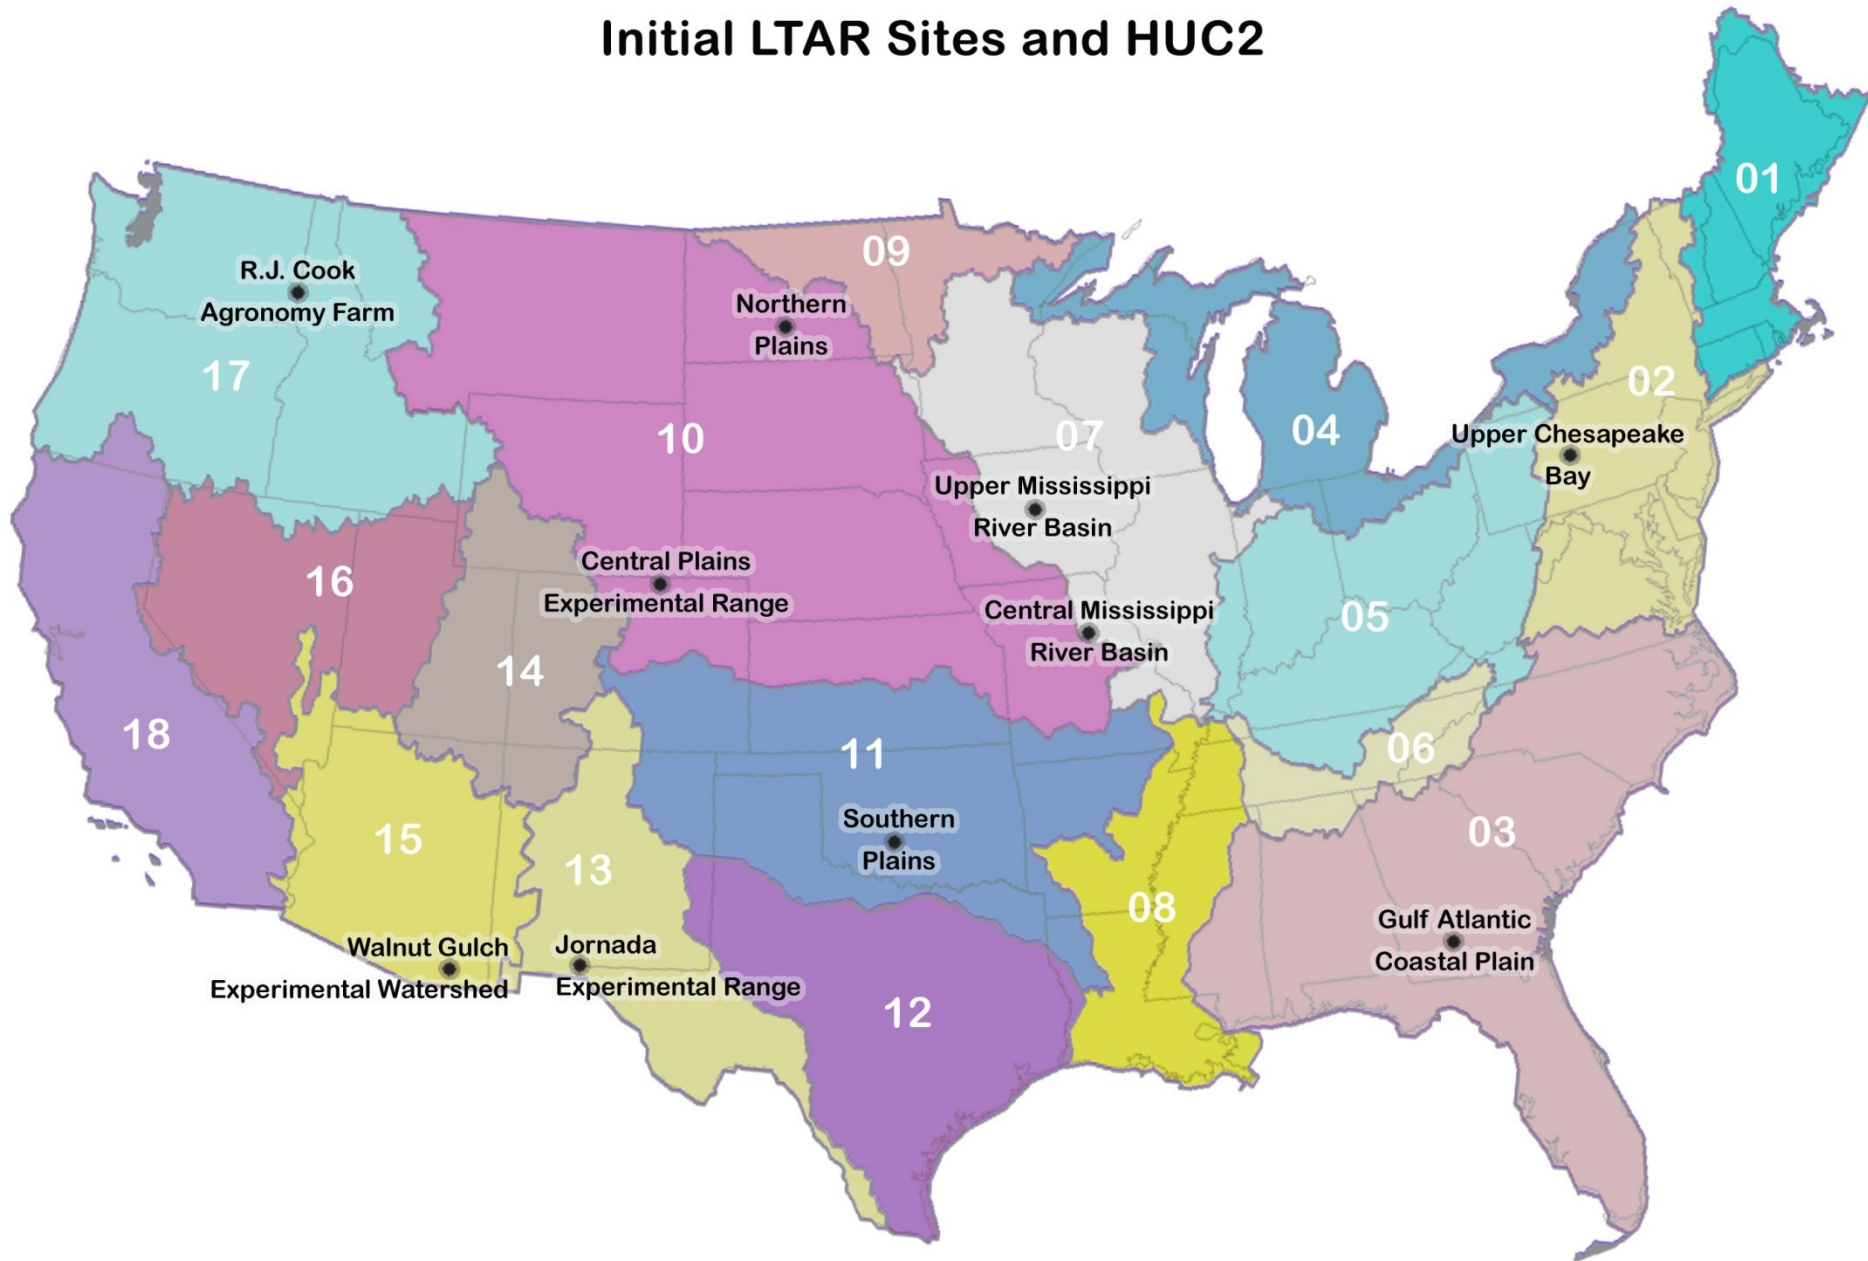 Initial LTAR Sites and HUC2
01
R.J. Cook
Agronomy Farm
09
Northern
Plains
17
02
10
07
04
Upper Chesapeake
Bay
Upper Mississippi
River Basin
Central Plains
Experimental Range
16
Central Mississippi
River Basin
05
14
18
11
06
Southern
Plains
15
13
03
08
Gulf Atlantic
Coastal Plain
Walnut Gulch
Experimental Watershed
Jornada
Experimental Range
12